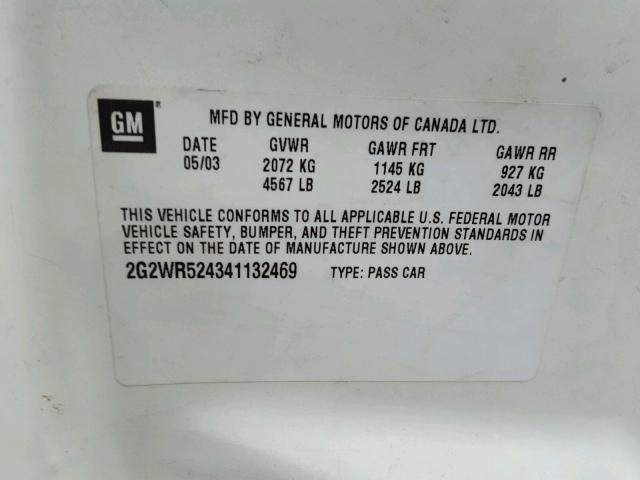 GM®
MFD BY GENERAL MOTORS OF CANADA LTD.
DATE GVWR GAWR FRT GAWR RR
05/03 2072 KG 1145 KG 927 KG
4567 LB 2524 LB 2043 LB
THIS VEHICLE CONFORMS TO ALL APPLICABLE U.S. FEDERAL MOTOR
VEHICLE SAFETY, BUMPER, AND THEFT PREVENTION STANDARDS IN
EFFECT ON THE DATE OF MANUFACTURE SHOWN ABOVE.
2G2WR524341132469 TYPE: PASS CAR